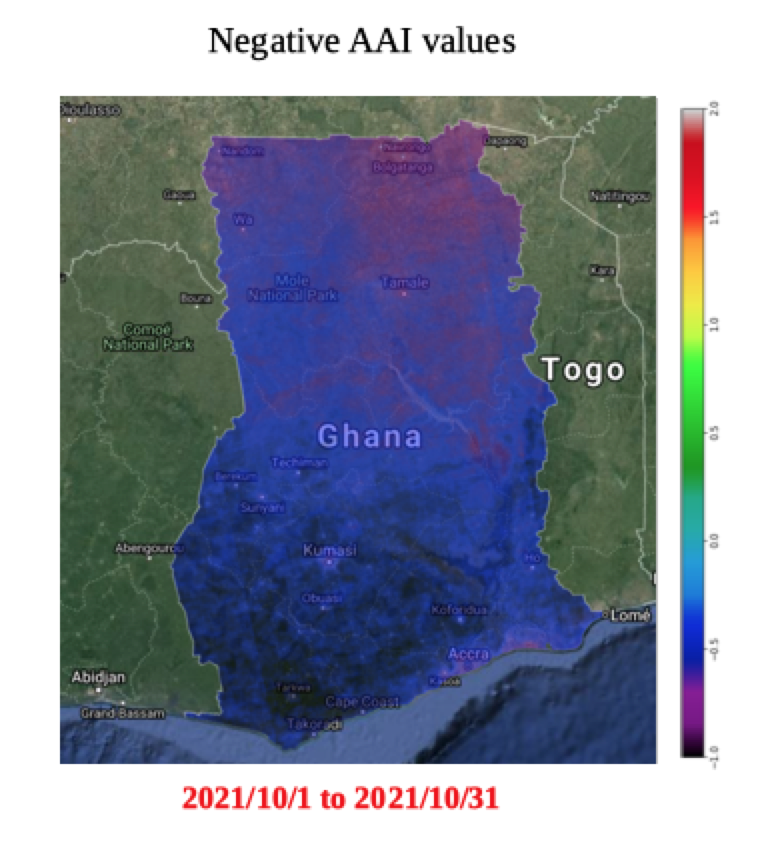 Negative AAI values
Dioulasso
Nandom
Navrongo
Dapaong
Bolgatanga
Gaoua
Natitingou
Wa
Kara
Mole
National Park
Tamale
Bouna
Comoé
National Park
Togo
Ghana
Techiman
Berekum
Sunyani
Abengourou
Kumasi
Ho
Obuasi
Koforidua
Lomé
Accra
Abidjan
Kasoa
Tarkwa
Cape Coast
Grand Bassam
Takoradi
2.0
1.5
1.0
0.5
0.0
-0.5
-1.0
2021/10/1 to 2021/10/31